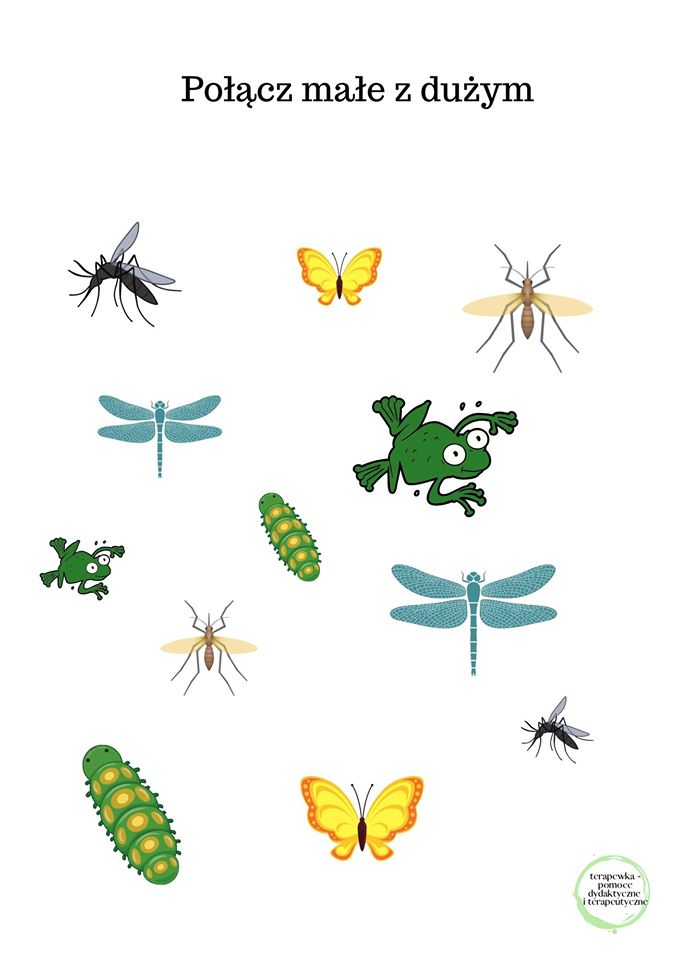 Połącz małe z dużym
terapewka -
pomoce
dydaktyczne
i terapeutyczne